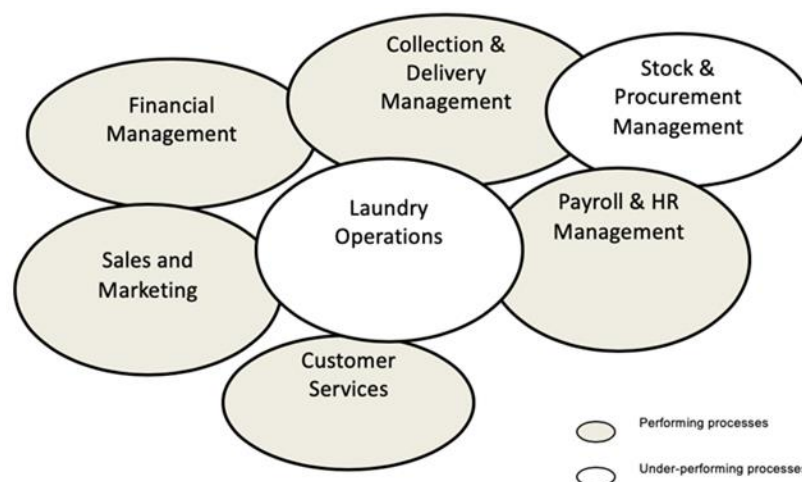 Collection &
Delivery
Management
Stock &
Procurement
Management
Financial
Management
Laundry
Operations
Payroll & HR
Management
Sales and
Marketing
Customer
Services
Performing processes
Under-performing processes